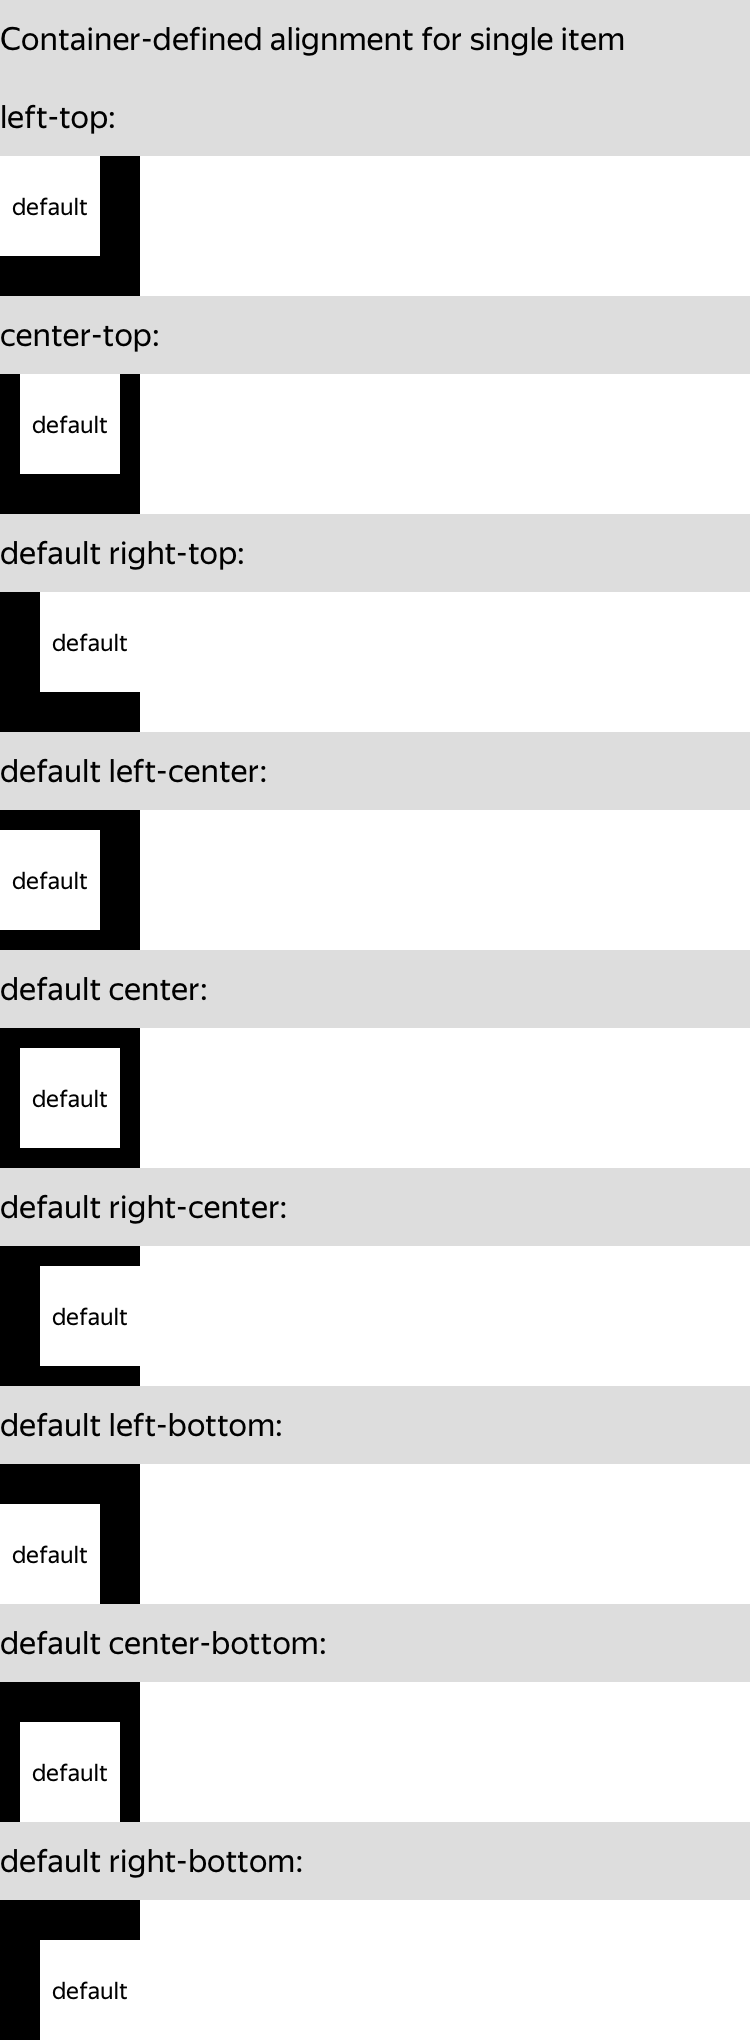 Container-defined alignment for single item
left-top:
default
center-top:
default
default right-top:
default
default left-center:
default
default center:
default
default right-center:
default
default left-bottom:
default
default center-bottom:
default
default right-bottom:
default